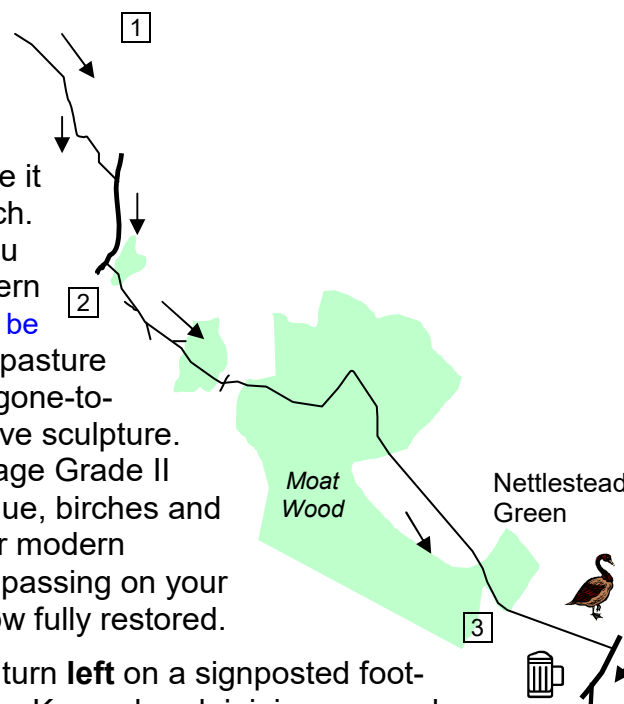 1
e it
ch.
u
ern
2
be
pasture
gone-to-
ve sculpture.
age Grade II
Moat
Wood
Nettlestead
Green
ue, birches and
r modern
passing on your
3
w fully restored.
turn left on a signposted foot-